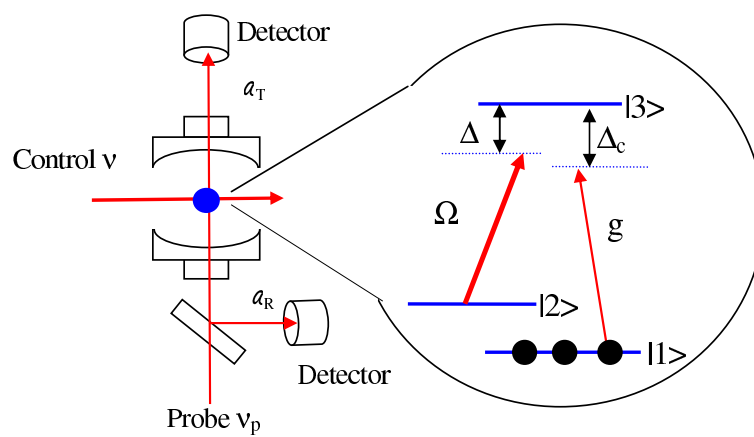 Detector
a_T
Control ν
a_R
Detector
Probe ν_p
|3>
Δ
Δ_c
Ω
g
|2>
|1>